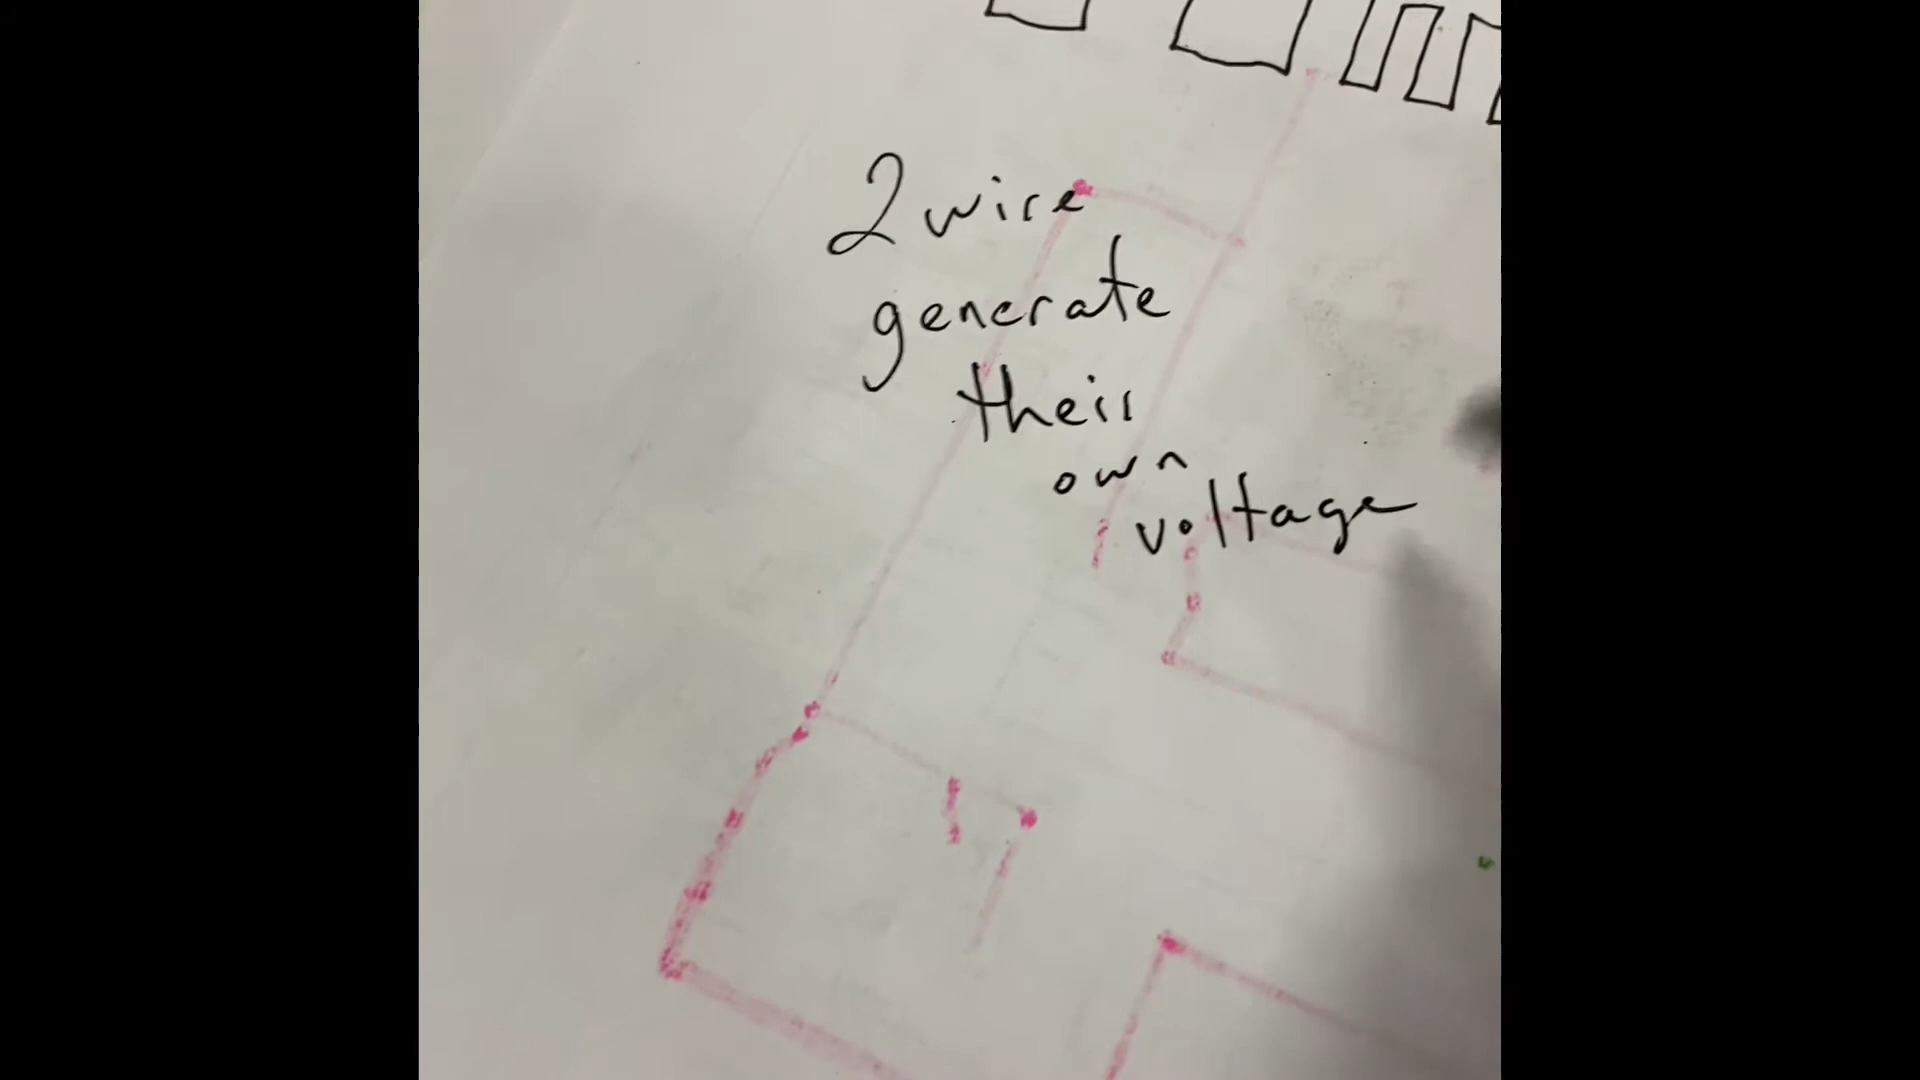 2 wire
generate
their
own
voltage